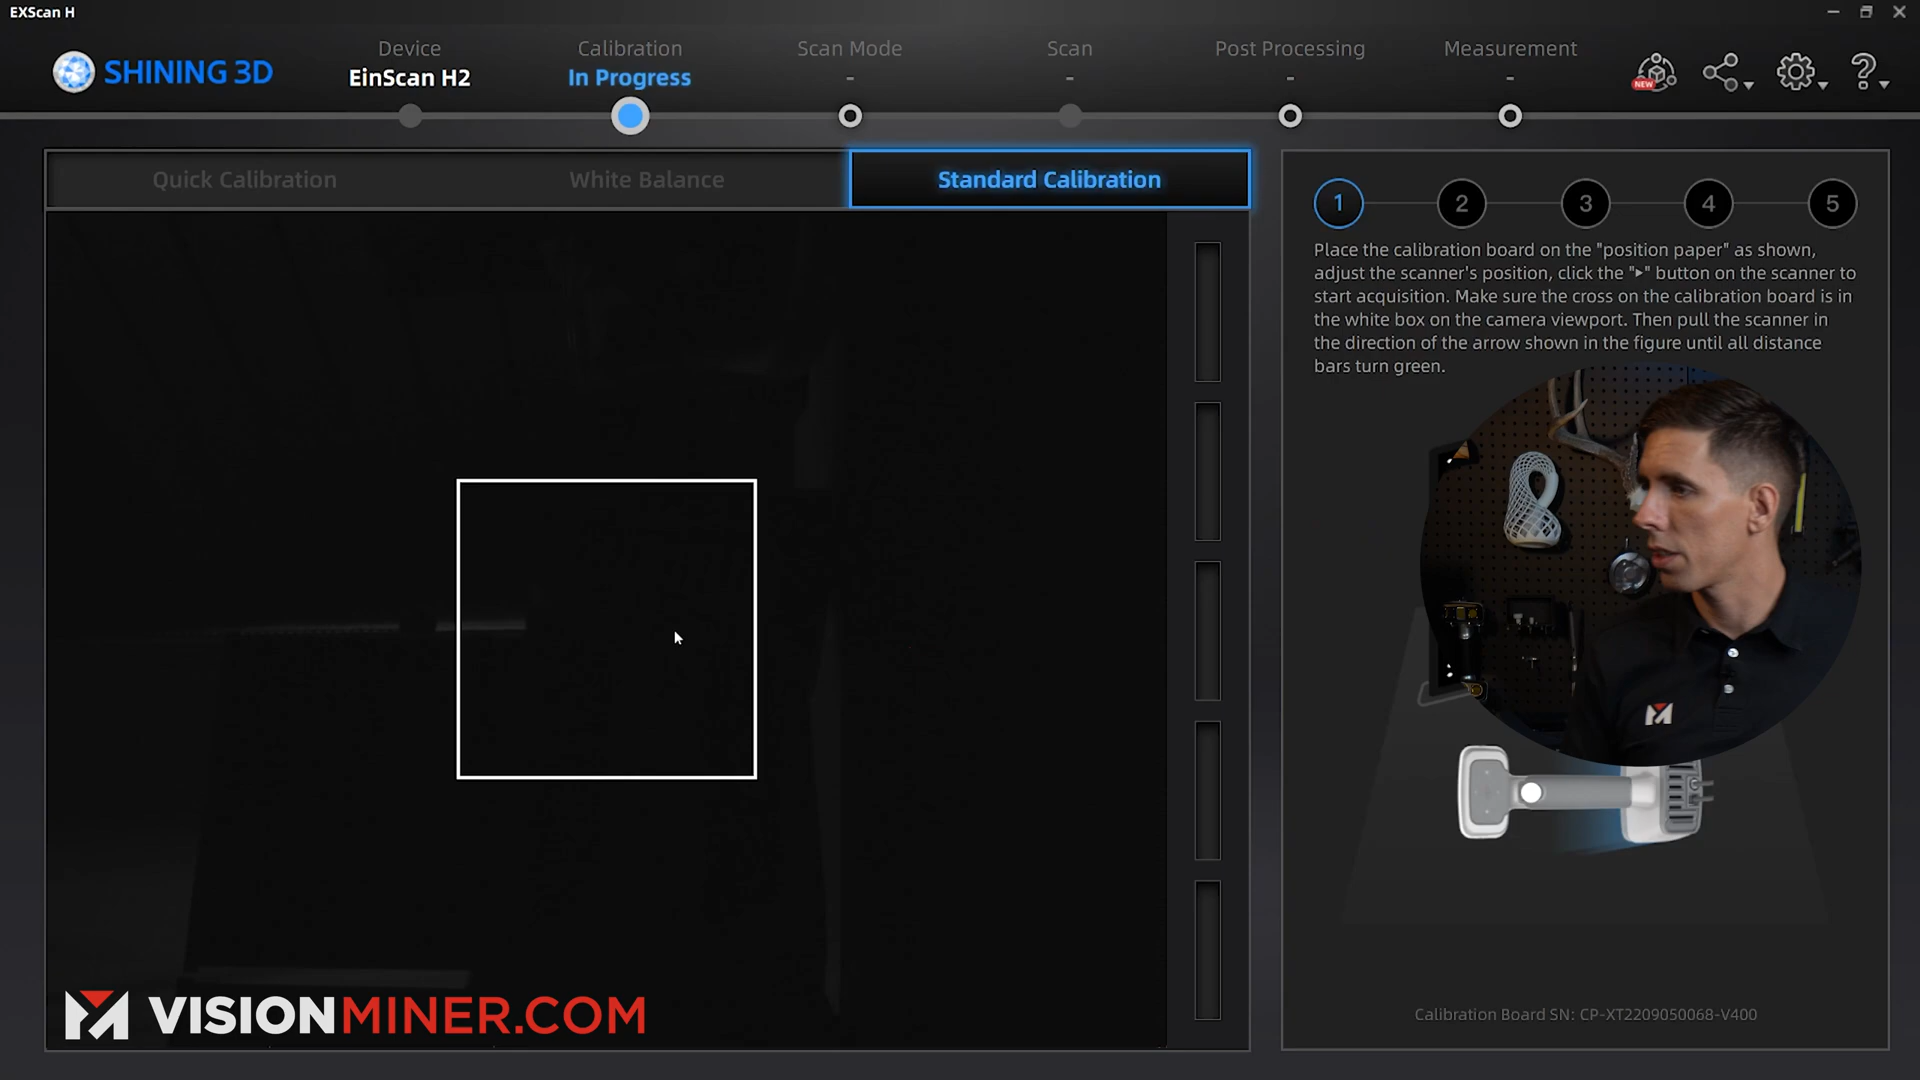 EXScan H
SHINING 3D
Device
EinScan H2
Calibration
In Progress
Scan Mode
-
Scan
-
Post Processing
-
Measurement
-
NEW
Quick Calibration
White Balance
Standard Calibration
1 2 3 4 5
Place the calibration board on the "position paper" as shown,
adjust the scanner's position, click the "▶" button on the scanner to
start acquisition. Make sure the cross on the calibration board is in
the white box on the camera viewport. Then pull the scanner in
the direction of the arrow shown in the figure until all distance
bars turn green.
Calibration Board SN: CP-XT2209050068-V400
VISIONMINER.COM